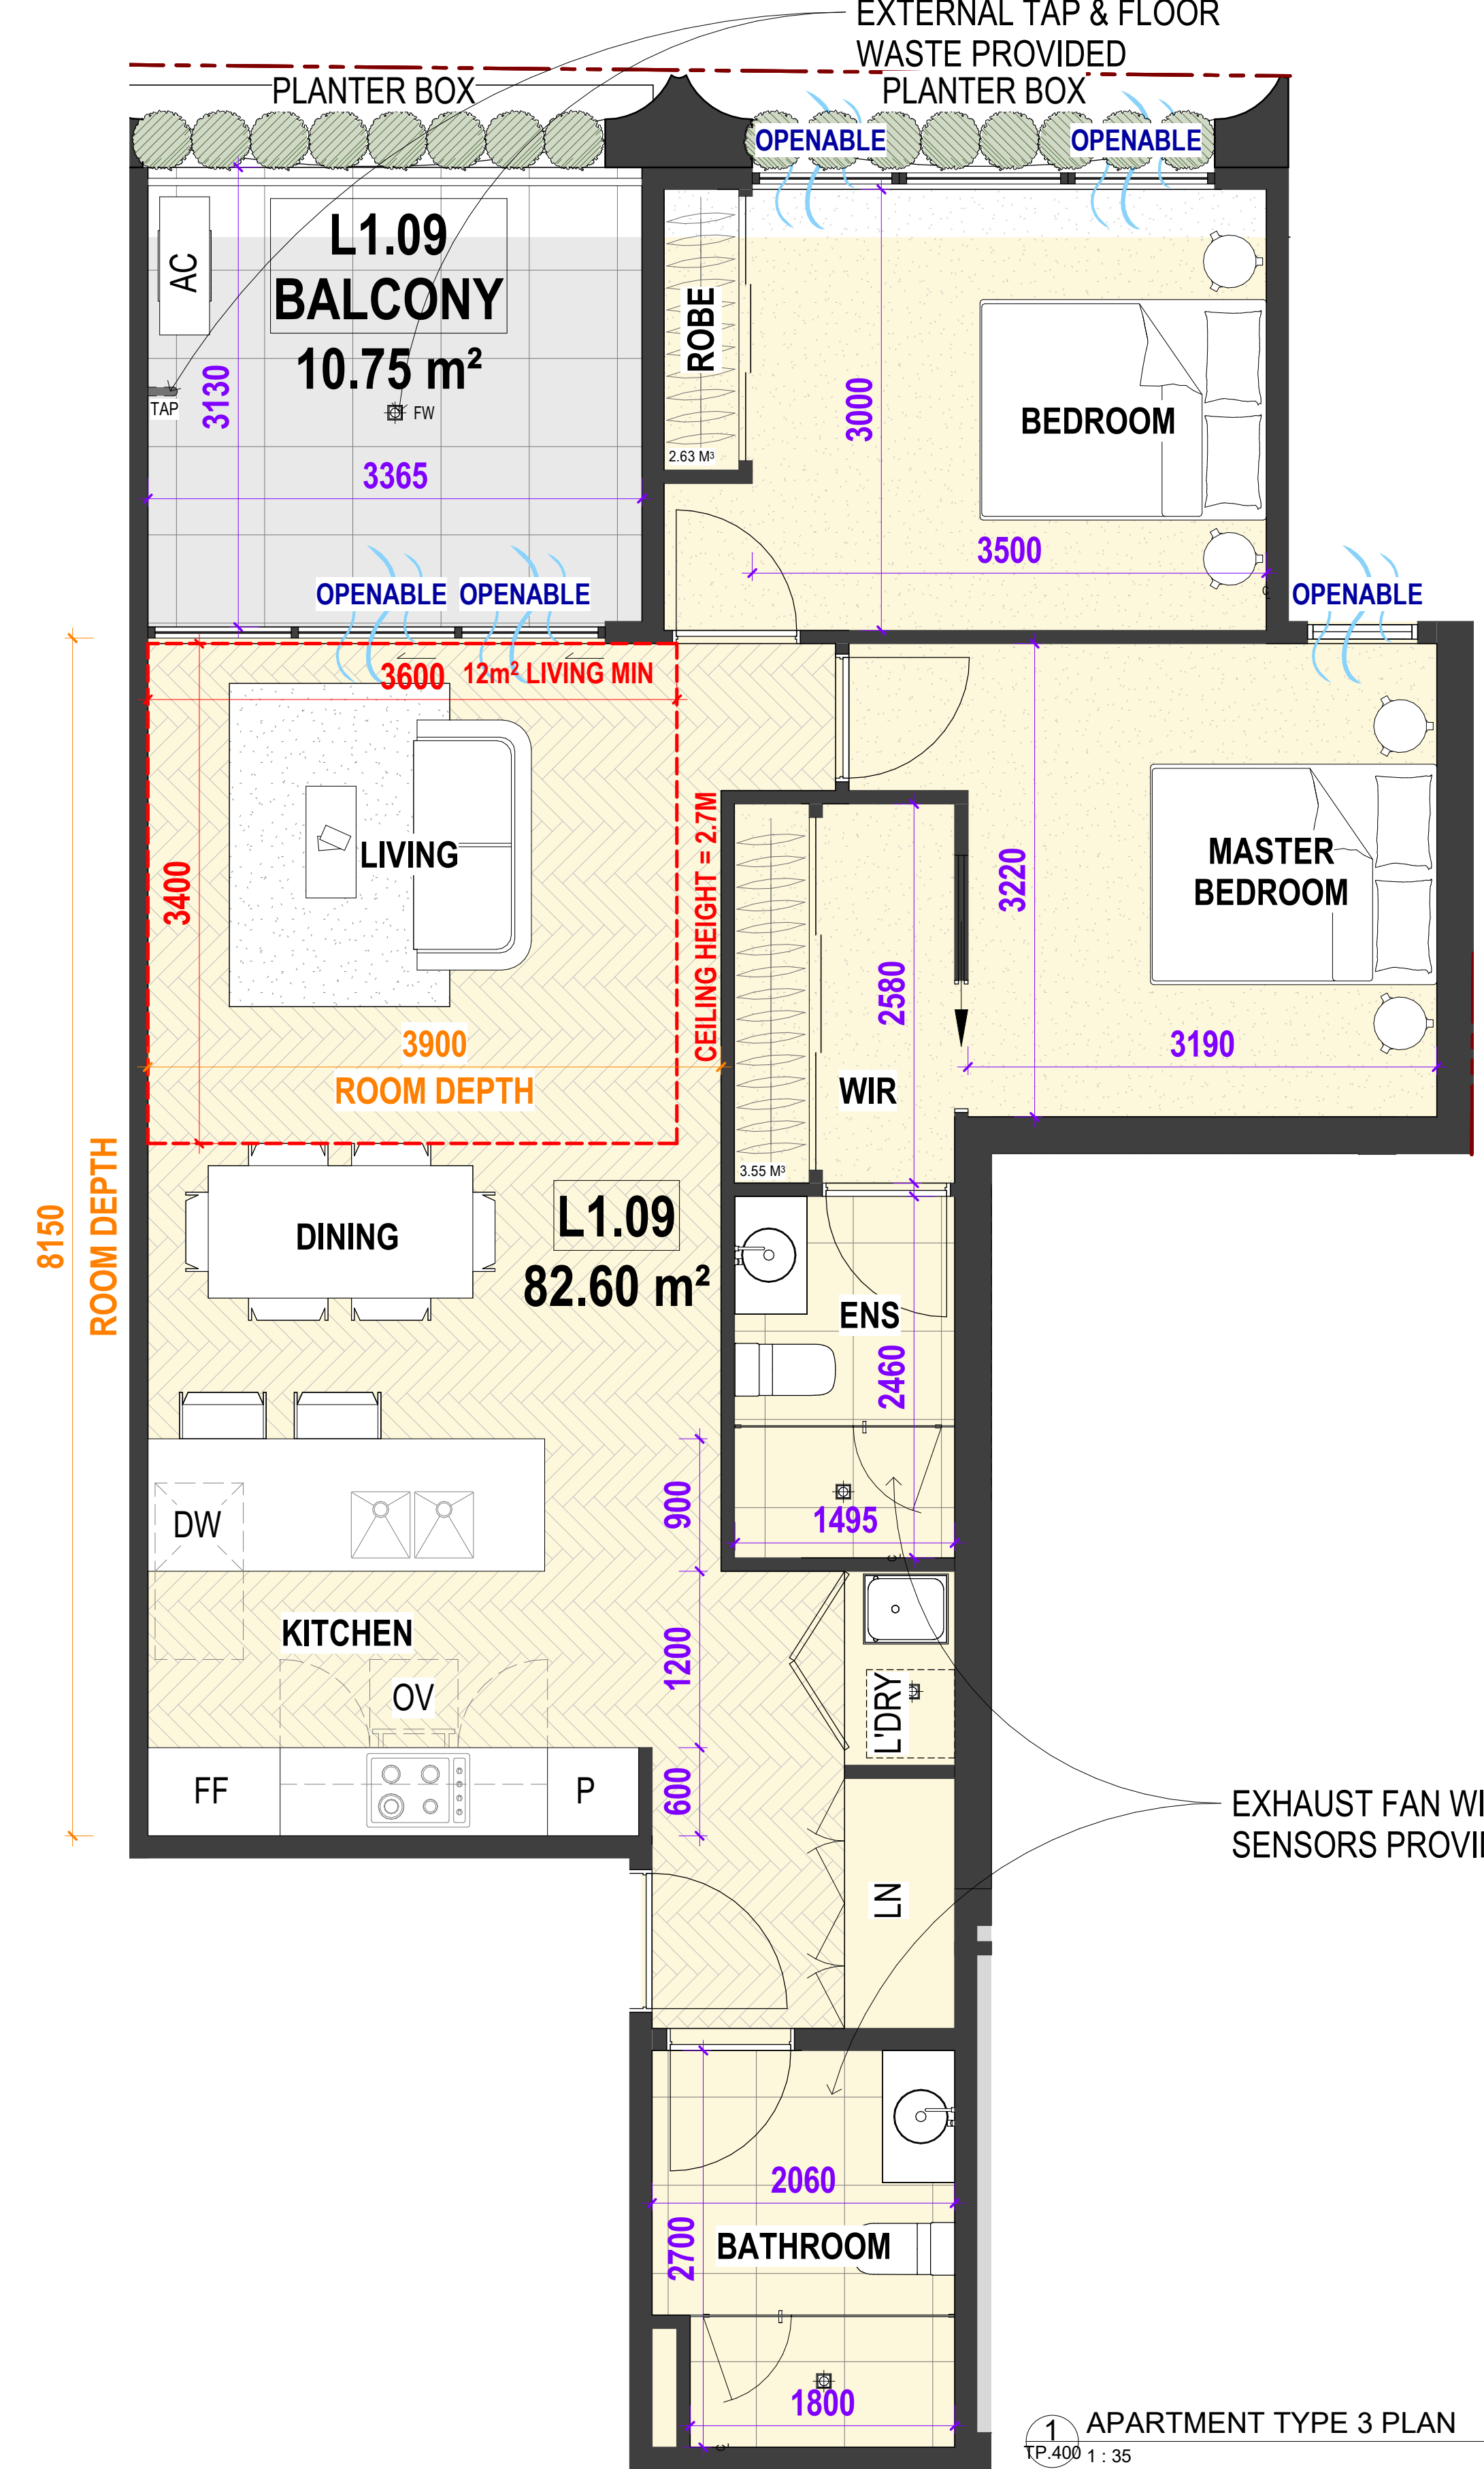 EXTERNAL TAP & FLOOR
WASTE PROVIDED
PLANTER BOX
PLANTER BOX
OPENABLE
OPENABLE
L1.09
BALCONY
10.75 m²
AC
TAP
FW
3130
3365
ROBE
2.63 M³
3000
BEDROOM
3500
OPENABLE
OPENABLE
OPENABLE
3600
12m² LIVING MIN
LIVING
3400
CEILING HEIGHT = 2.7M
3900
ROOM DEPTH
8150
ROOM DEPTH
2580
WIR
3.55 M³
3220
MASTER
BEDROOM
3190
DINING
L1.09
82.60 m²
ENS
2460
1495
900
DW
KITCHEN
1200
OV
L'DRY
FF
P
600
LN
EXHAUST FAN WI
SENSORS PROVI
2060
2700
BATHROOM
1800
1
TP.400
APARTMENT TYPE 3 PLAN
1 : 35